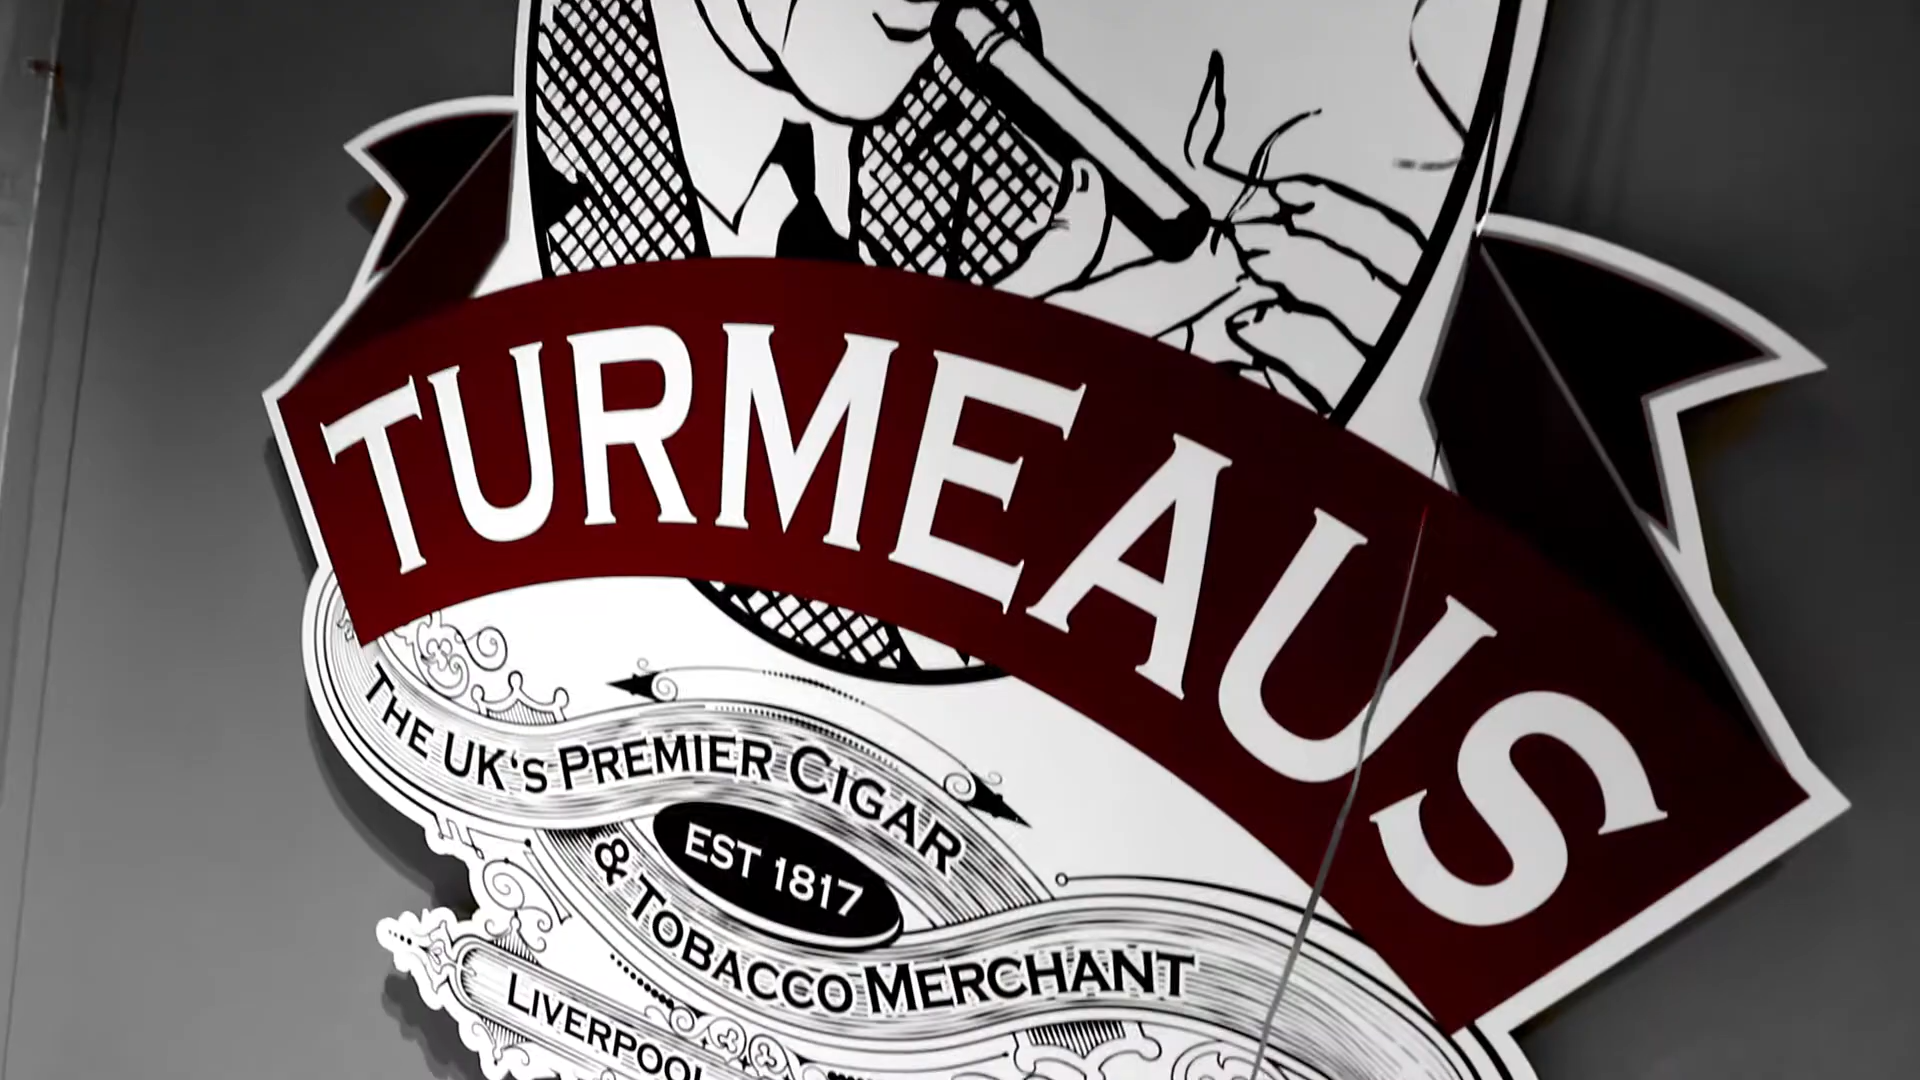 TURMEAUS
THE UK'S PREMIER CIGAR
EST 1817
& TOBACCO MERCHANT
LIVERPOOL